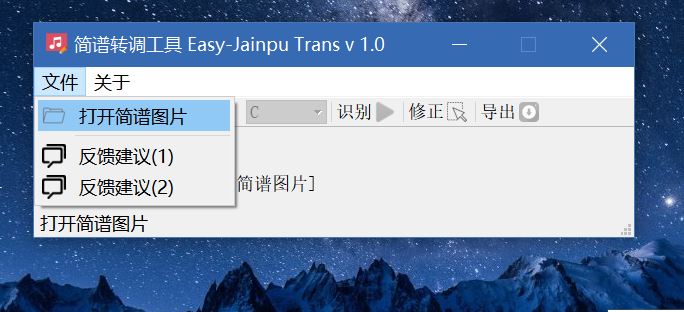 简谱转调工具 Easy-Jainpu Trans v 1.0
文件 关于
打开简谱图片 C 识别 修正 导出
反馈建议(1)
反馈建议(2) 简谱图片]
打开简谱图片